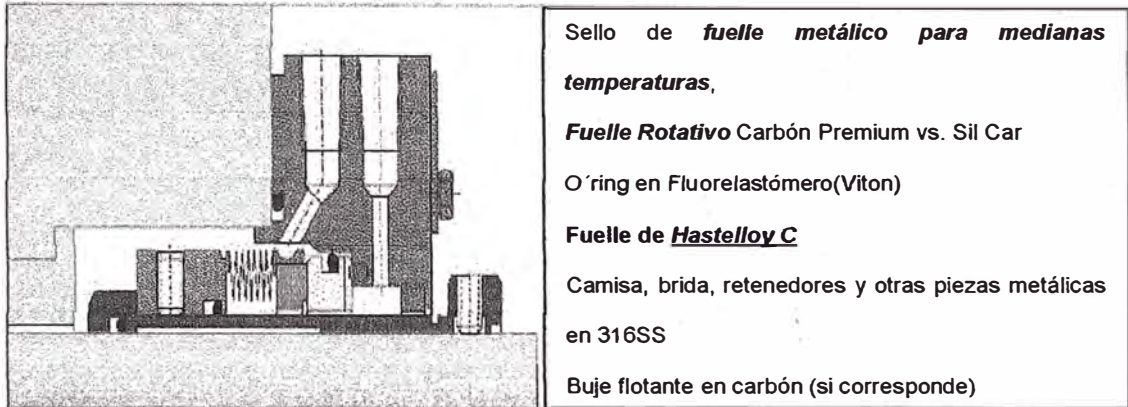 Sello de fuelle metálico para medianas
temperaturas,
Fuelle Rotativo Carbón Premium vs. Sil Car
O´ring en Fluorelastómero(Viton)
Fuelle de Hastelloy C
Camisa, brida, retenedores y otras piezas metálicas
en 316SS
Buje flotante en carbón (si corresponde)